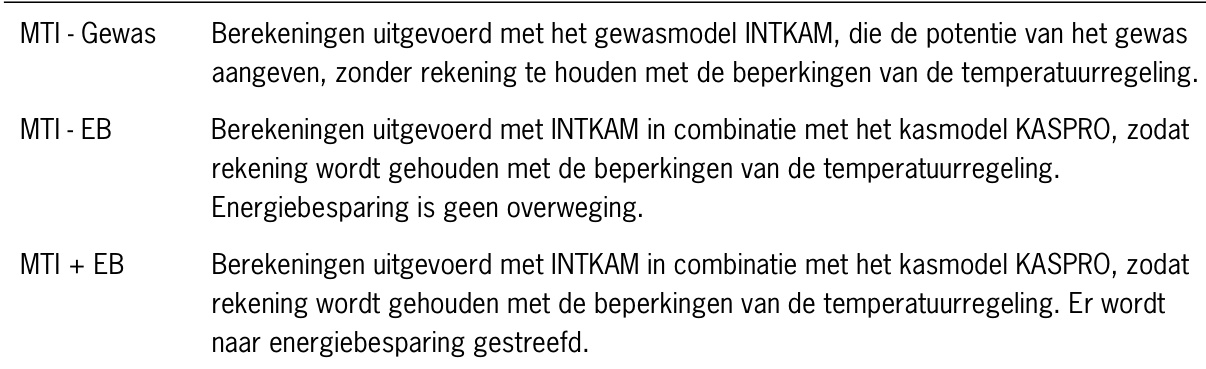 MTI - Gewas Berekeningen uitgevoerd met het gewasmodel INTKAM, die de potentie van het gewas
aangeven, zonder rekening te houden met de beperkingen van de temperatuurregeling.
MTI - EB Berekeningen uitgevoerd met INTKAM in combinatie met het kasmodel KASPRO, zodat
rekening wordt gehouden met de beperkingen van de temperatuurregeling.
Energiebesparing is geen overweging.
MTI + EB Berekeningen uitgevoerd met INTKAM in combinatie met het kasmodel KASPRO, zodat
rekening wordt gehouden met de beperkingen van de temperatuurregeling. Er wordt
naar energiebesparing gestreefd.